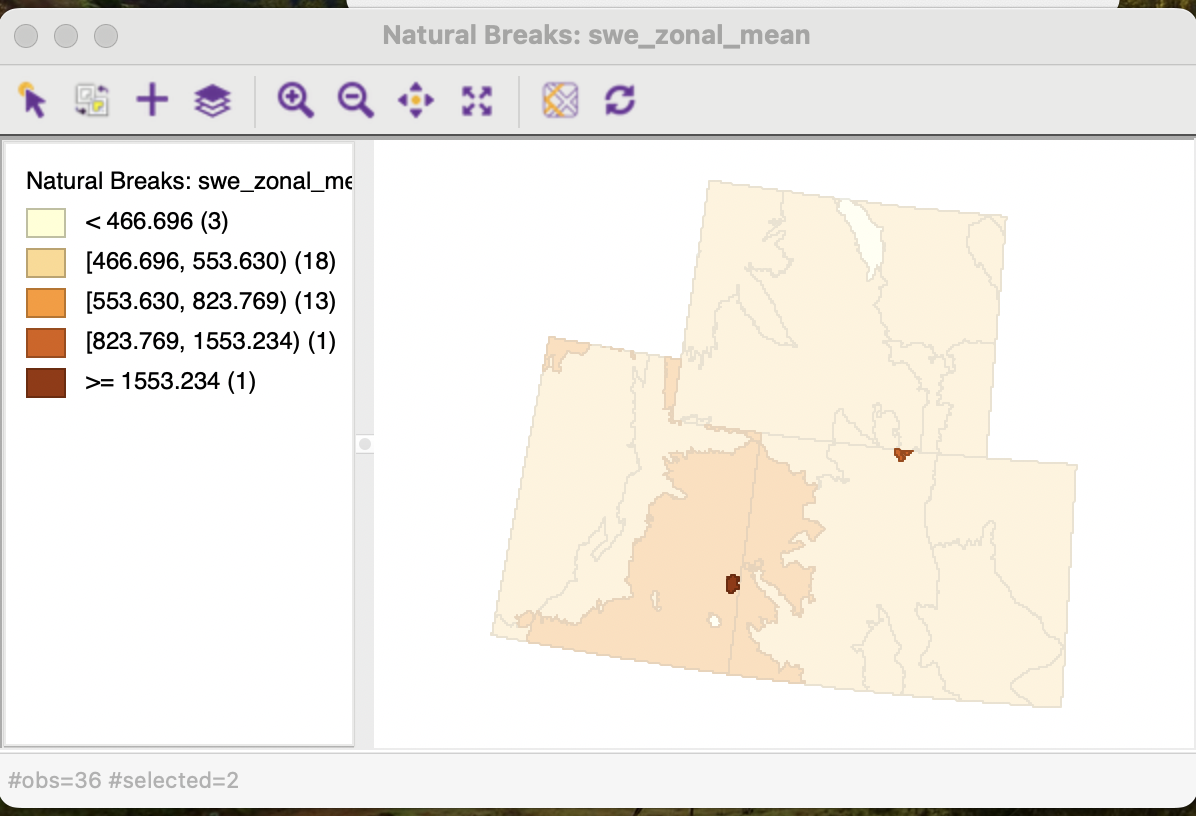 Natural Breaks: swe_zonal_mean
Natural Breaks: swe_zonal_me
< 466.696 (3)
[466.696, 553.630) (18)
[553.630, 823.769) (13)
[823.769, 1553.234) (1)
>= 1553.234 (1)
#obs=36 #selected=2